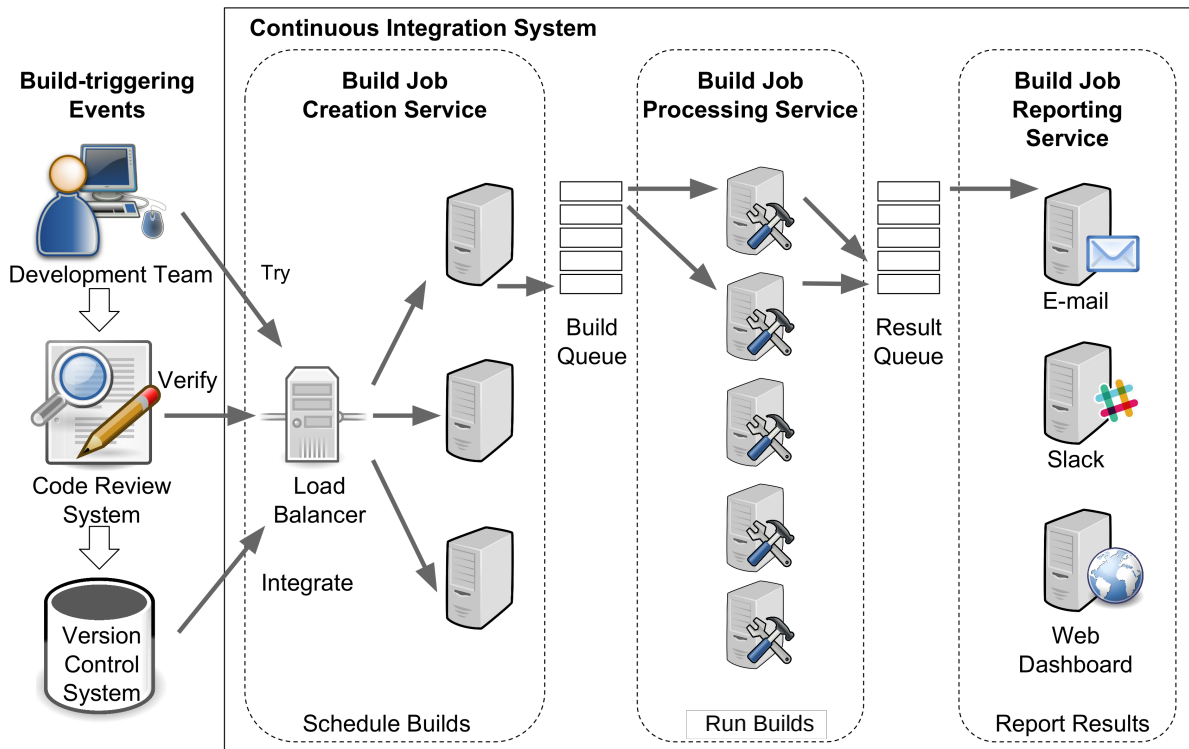 Continuous Integration System
Build-triggering
Events
Development Team
Code Review
System
Version
Control
System
Try
Verify
Integrate
Build Job
Creation Service
Load
Balancer
Schedule Builds
Build
Queue
Build Job
Processing Service
Run Builds
Result
Queue
Build Job
Reporting
Service
E-mail
Slack
Web
Dashboard
Report Results